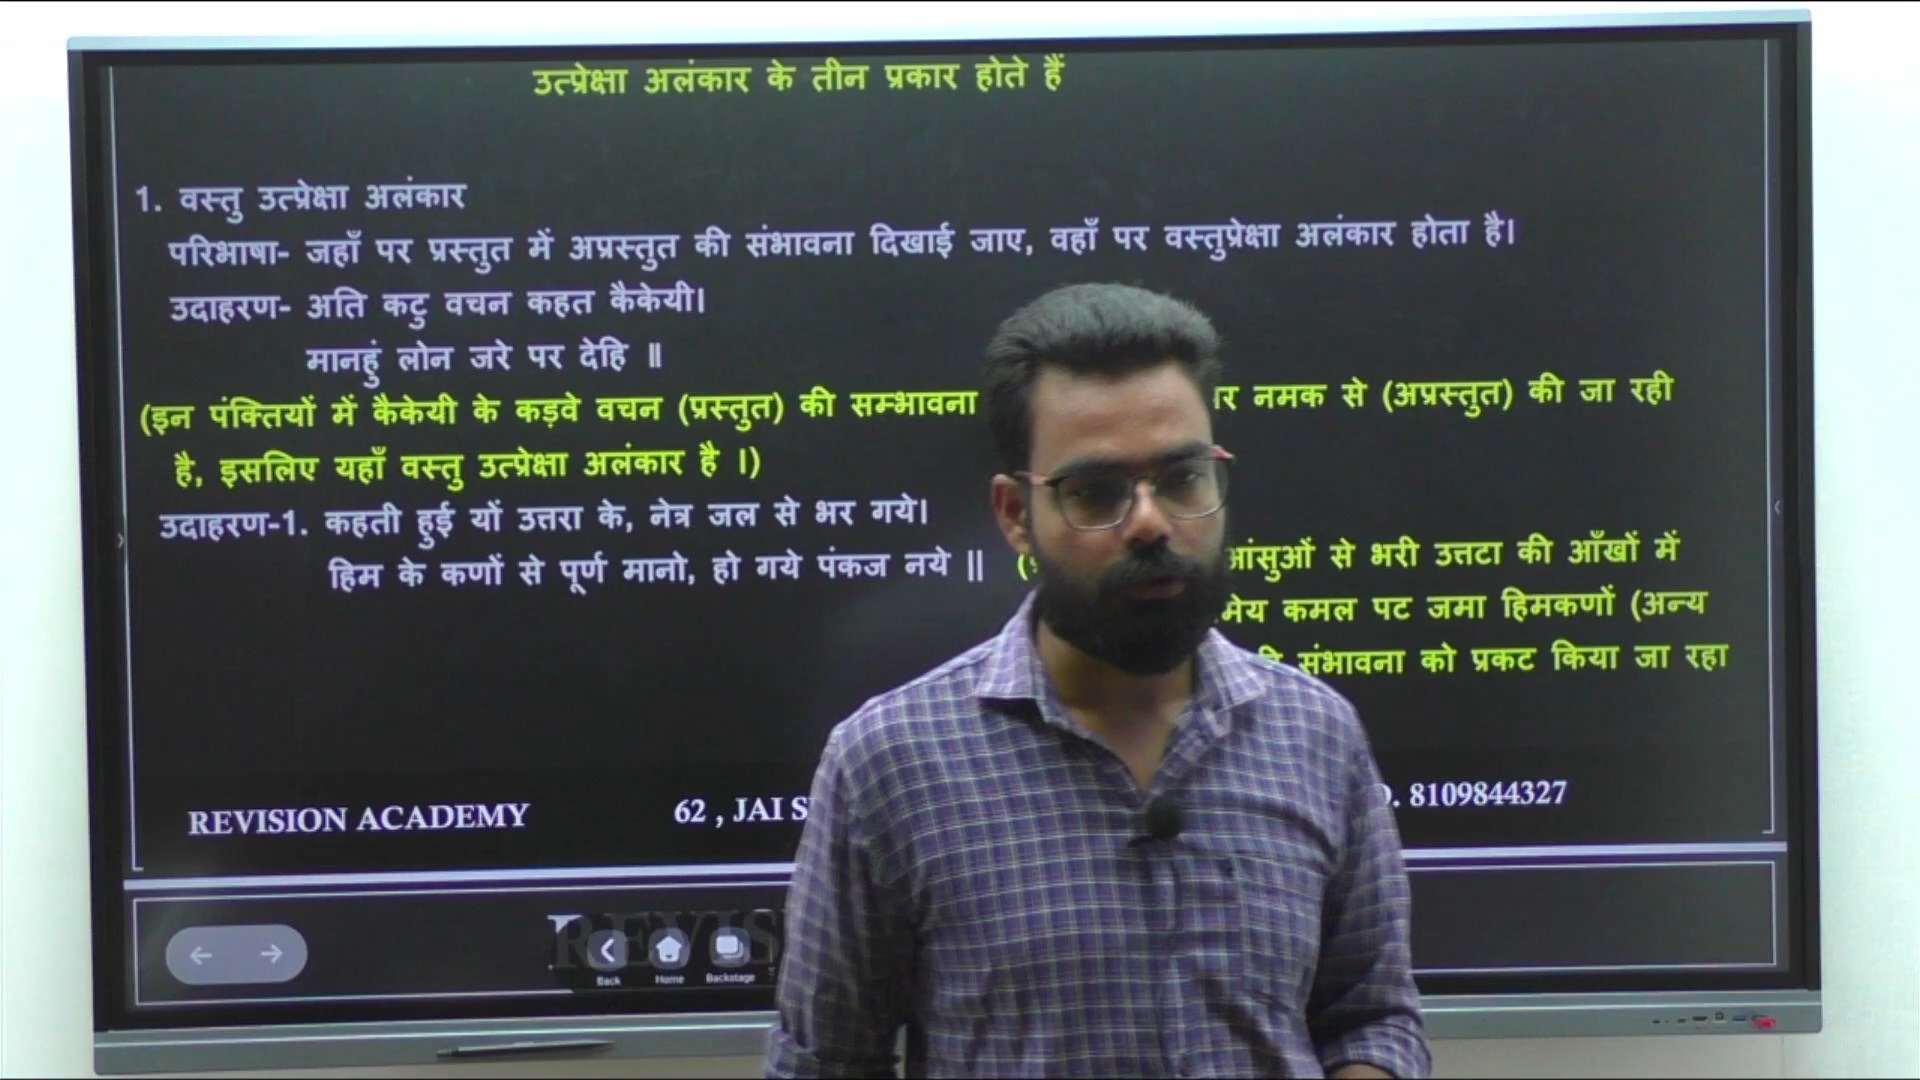 उत्प्रेक्षा अलंकार के तीन प्रकार होते हैं
1. वस्तु उत्प्रेक्षा अलंकार
परिभाषा- जहाँ पर प्रस्तुत में अप्रस्तुत की संभावना दिखाई जाए, वहाँ पर वस्तुप्रेक्षा अलंकार होता है।
उदाहरण- अति कटु वचन कहत कैकेयी।
मानहुं लोन जरे पर देहि ॥
(इन पंक्तियों में कैकेयी के कड़वे वचन (प्रस्तुत) की सम्भावना नमक से (अप्रस्तुत) की जा रही
है, इसलिए यहाँ वस्तु उत्प्रेक्षा अलंकार है ।)
उदाहरण-1. कहती हुई यों उत्तरा के, नेत्र जल से भर गये।
आंसुओं से भरी उत्तटा की आँखों में
हिम के कणों से पूर्ण मानो, हो गये पंकज नये ||
कमल पट जमा हिमकणों (अन्य
संभावना को प्रकट किया जा रहा
REVISION ACADEMY 62 , JAI 8109844327
Back Home Backstage